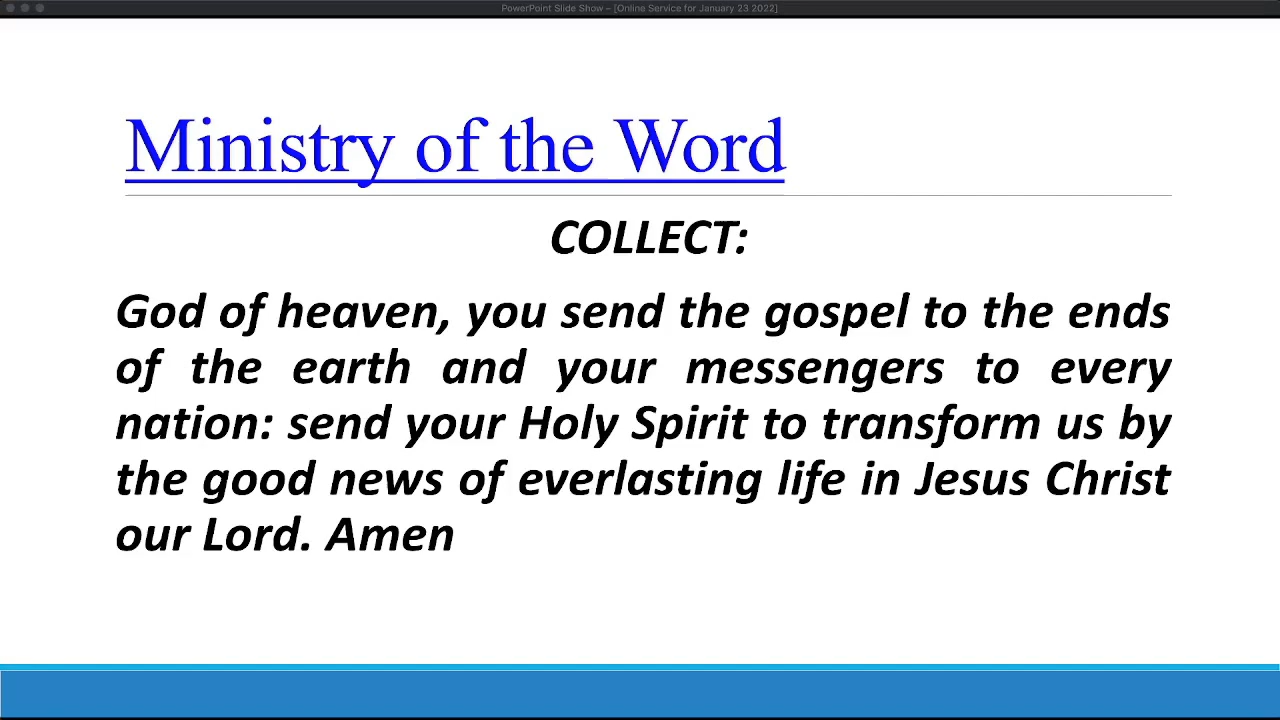 PowerPoint Slide Show – [Online Service for January 23 2022]
Ministry of the Word
COLLECT:
God of heaven, you send the gospel to the ends
of the earth and your messengers to every
nation: send your Holy Spirit to transform us by
the good news of everlasting life in Jesus Christ
our Lord. Amen